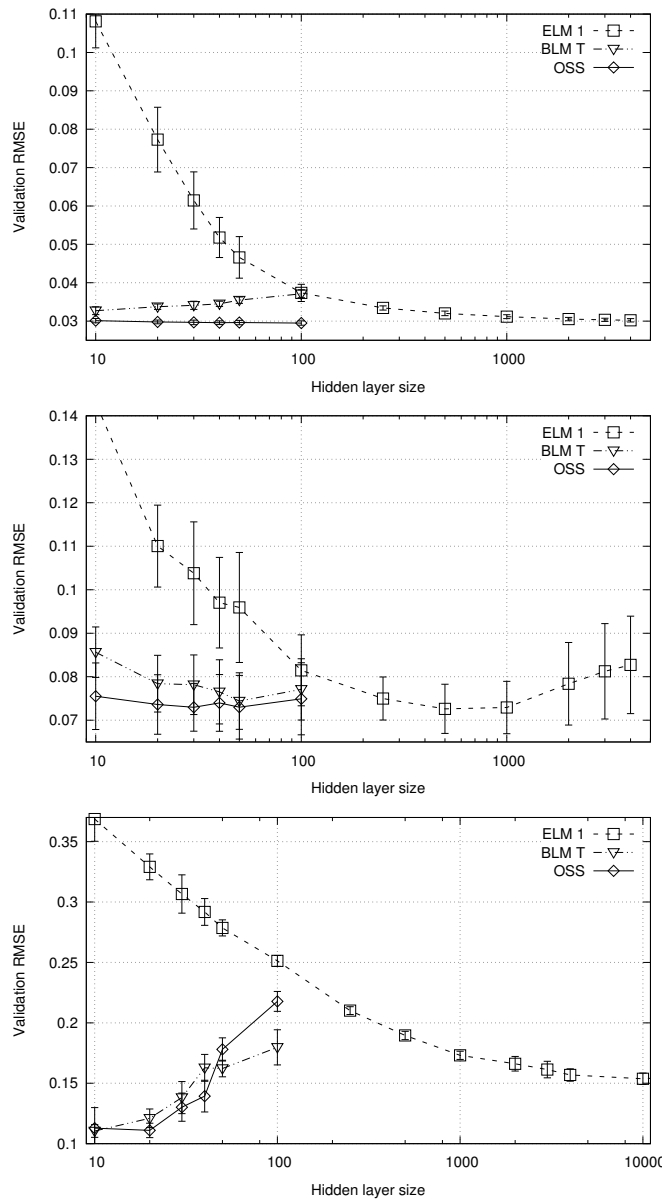 0.11
0.1
0.09
0.08
0.07
0.06
0.05
0.04
0.03
Validation RMSE
ELM 1
BLM T
OSS
10
100
1000
Hidden layer size
0.14
0.13
0.12
0.11
0.1
0.09
0.08
0.07
Validation RMSE
ELM 1
BLM T
OSS
10
100
1000
Hidden layer size
0.35
0.3
0.25
0.2
0.15
0.1
Validation RMSE
ELM 1
BLM T
OSS
10
100
1000
10000
Hidden layer size